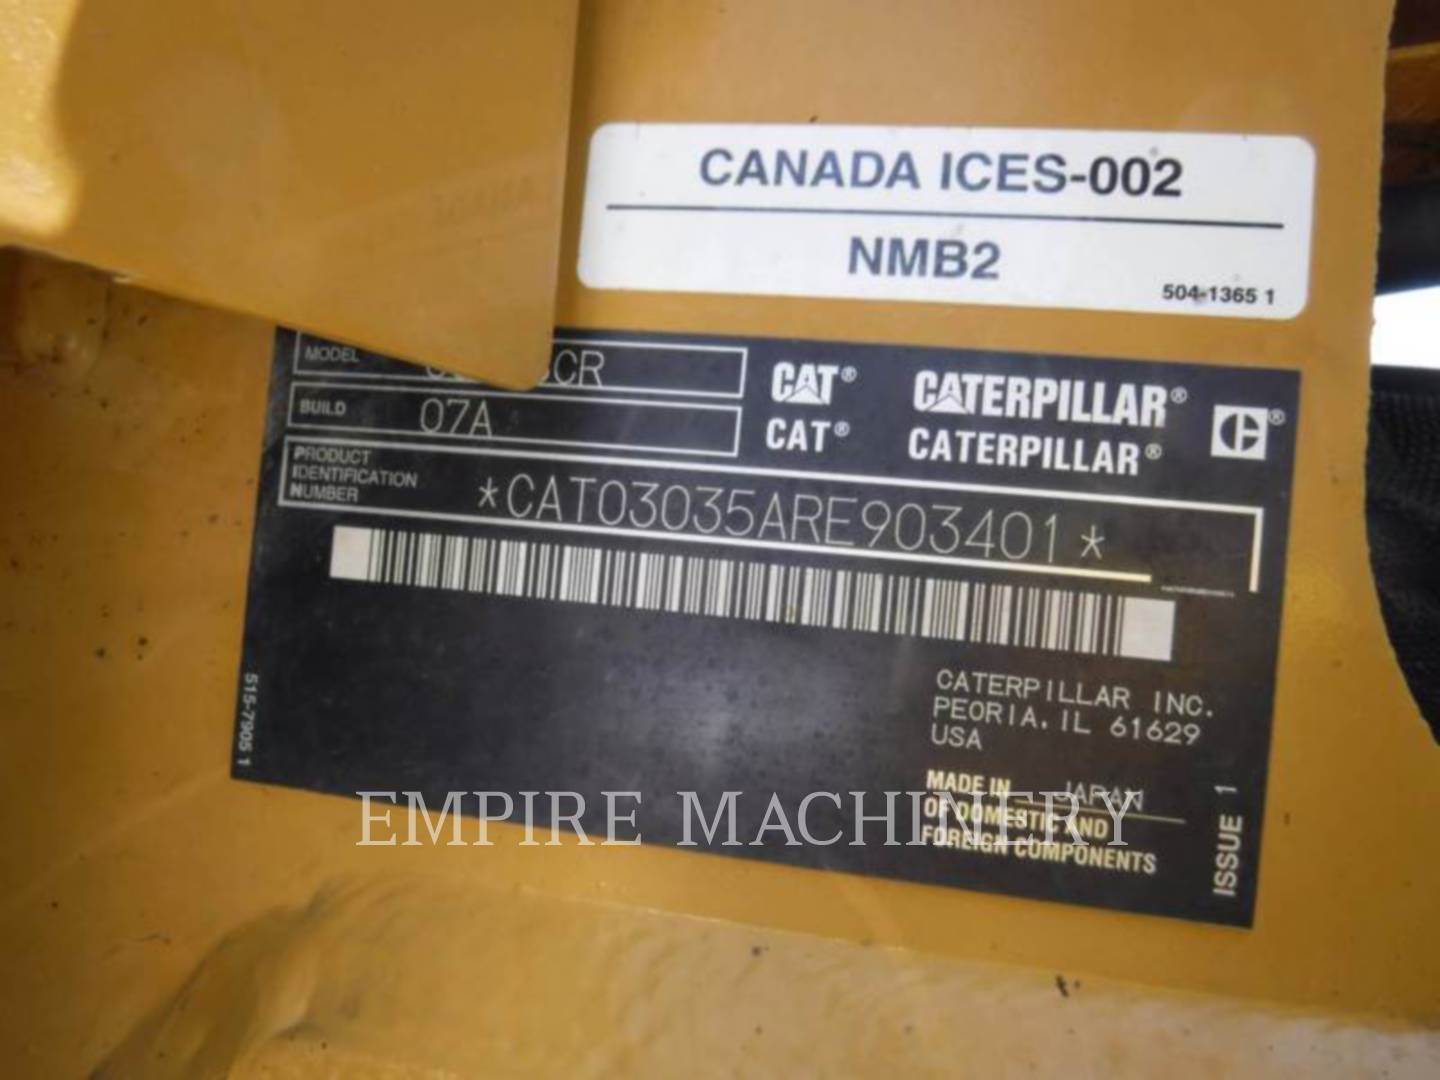 CANADA ICES-002
NMB2
504-1365 1
MODEL CR
BUILD 07A
CAT® CATERPILLAR®
CAT® CATERPILLAR®
PRODUCT
IDENTIFICATION
NUMBER
*CAT03035ARE903401*
515-7905 1
CATERPILLAR INC.
PEORIA, IL 61629
USA
MADE IN JAPAN
OF DOMESTIC AND
FOREIGN COMPONENTS
ISSUE 1
EMPIRE MACHINERY